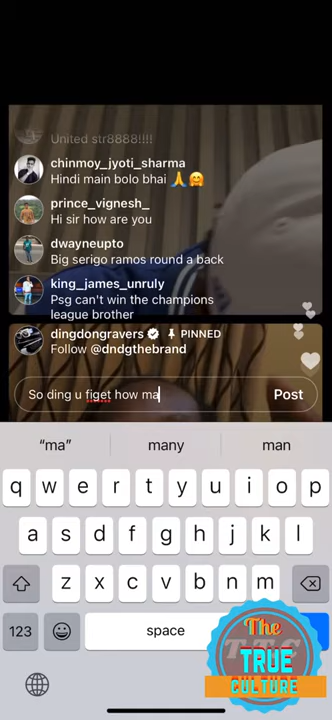 United str8888!!!!
chinmoy_jyoti_sharma
Hindi main bolo bhai 🙏🤗
prince_vignesh_
Hi sir how are you
dwayneupto
Big serigo ramos round a back
king_james_unruly
Psg can't win the champions
league brother
dingdongravers PINNED
Follow @dndgthebrand
So ding u figet how ma Post
"ma" many man
q w e r t y u i o p
a s d f g h j k l
z x c v b n m
123 space
The
T.T.C
TRUE
CULTURE